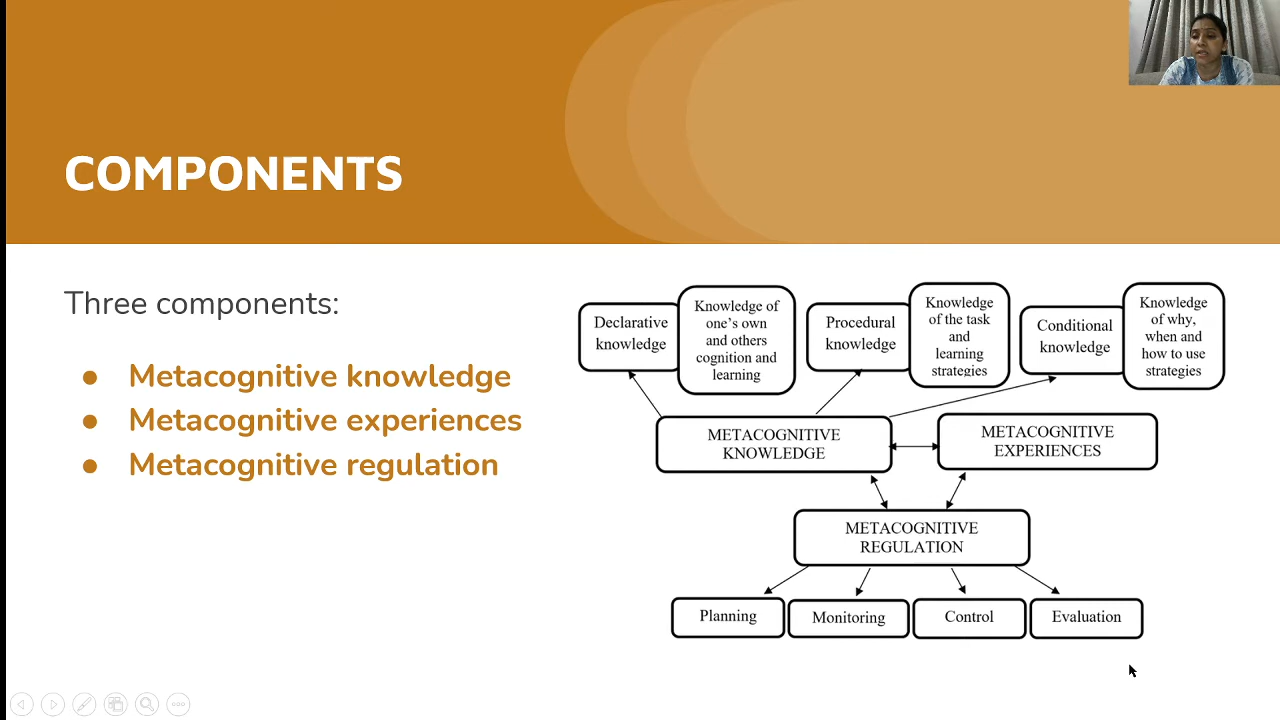 COMPONENTS
Three components:
● Metacognitive knowledge
● Metacognitive experiences
● Metacognitive regulation
Declarative
knowledge
Knowledge of
one's own
and others
cognition and
learning
Procedural
knowledge
Knowledge
of the task
and
learning
strategies
Conditional
knowledge
Knowledge
of why,
when and
how to use
strategies
METACOGNITIVE
KNOWLEDGE
METACOGNITIVE
EXPERIENCES
METACOGNITIVE
REGULATION
Planning
Monitoring
Control
Evaluation